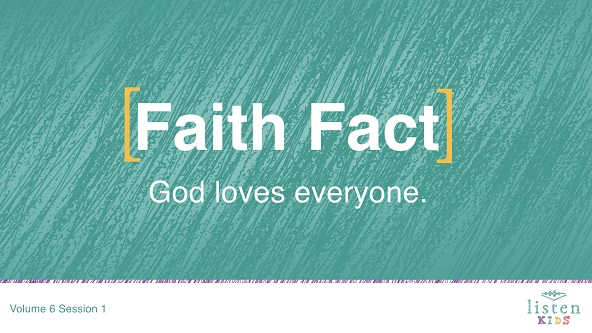 [Faith Fact]
God loves everyone.
Volume 6 Session 1
listen
KIDS